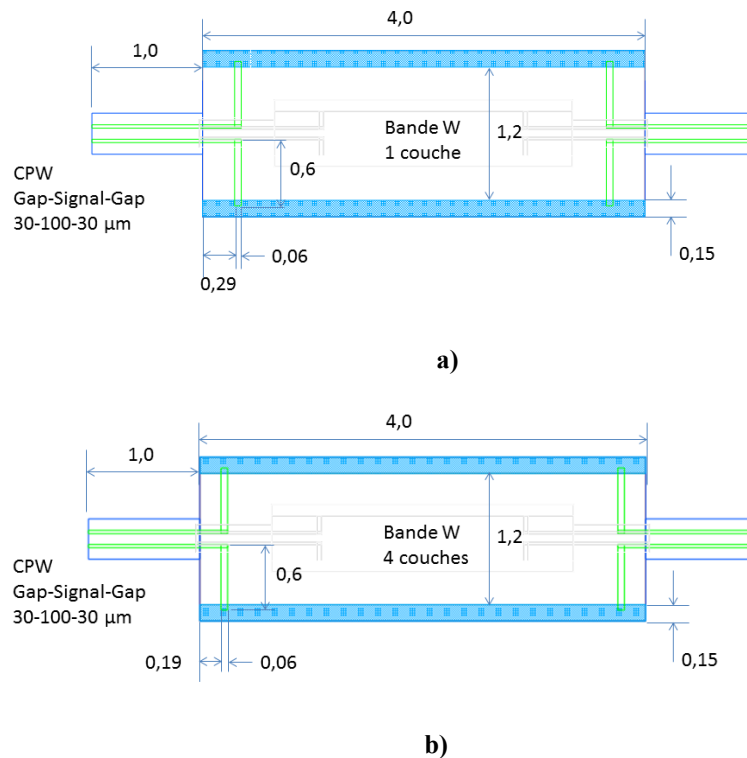 4,0
1,0
Bande W
1 couche
1,2
0,6
CPW
Gap-Signal-Gap
30-100-30 µm
0,06
0,15
0,29
a)
4,0
1,0
Bande W
4 couches
1,2
0,6
CPW
Gap-Signal-Gap
30-100-30 µm
0,19
0,06
0,15
b)